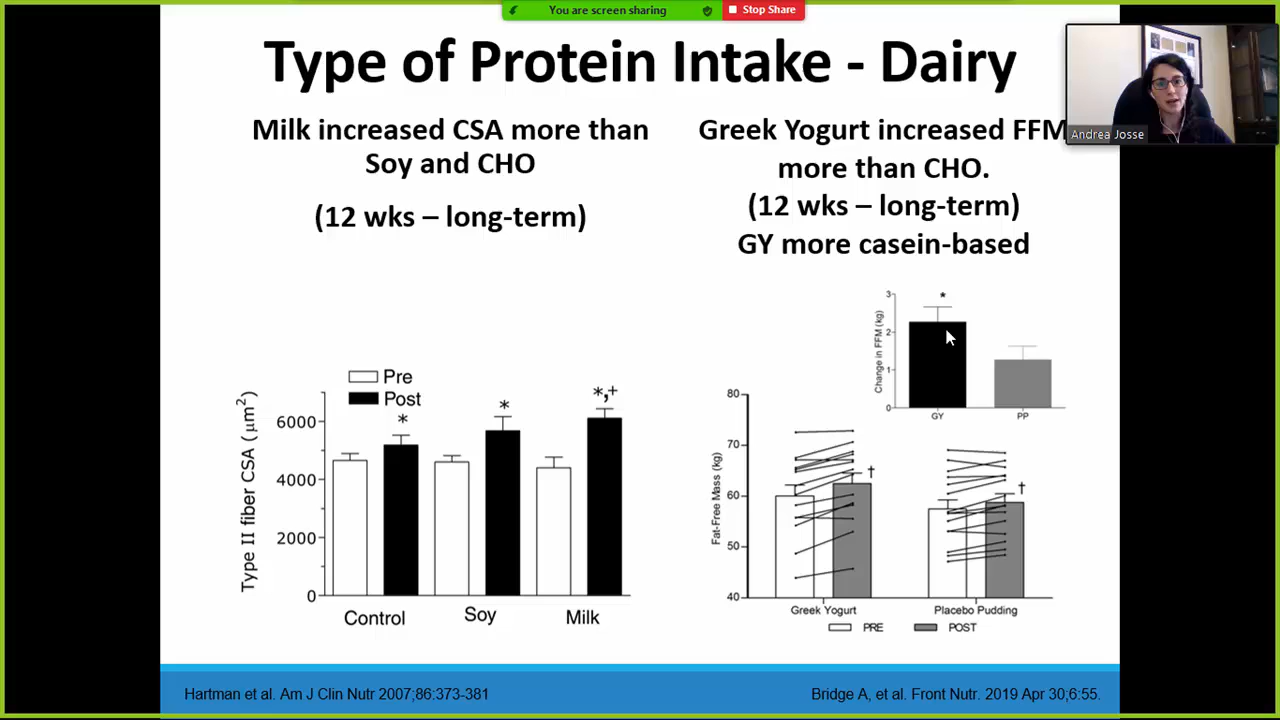 You are screen sharing
Stop Share
Type of Protein Intake - Dairy
Andrea Josse
Milk increased CSA more than
Soy and CHO
(12 wks – long-term)
Greek Yogurt increased FFM
more than CHO.
(12 wks – long-term)
GY more casein-based
Pre
Post
Type II fiber CSA (μm²)
6000
4000
2000
0
*
*
*,+
Control
Soy
Milk
Change in FFM (kg)
3
2
1
0
*
GY
PP
Fat-Free Mass (kg)
80
70
60
50
40
†
†
Greek Yogurt
Placebo Pudding
PRE
POST
Hartman et al. Am J Clin Nutr 2007;86:373-381
Bridge A, et al. Front Nutr. 2019 Apr 30;6:55.